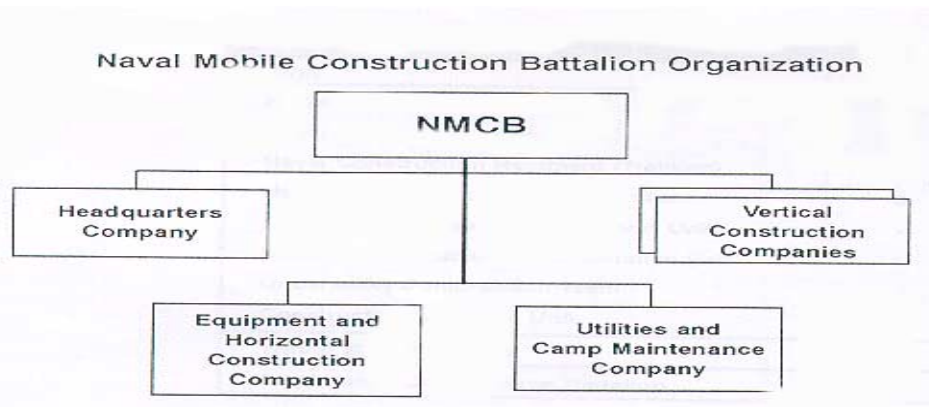 Naval Mobile Construction Battalion Organization
NMCB
Headquarters
Company
Vertical
Construction
Companies
Equipment and
Horizontal
Construction
Company
Utilities and
Camp Maintenance
Company